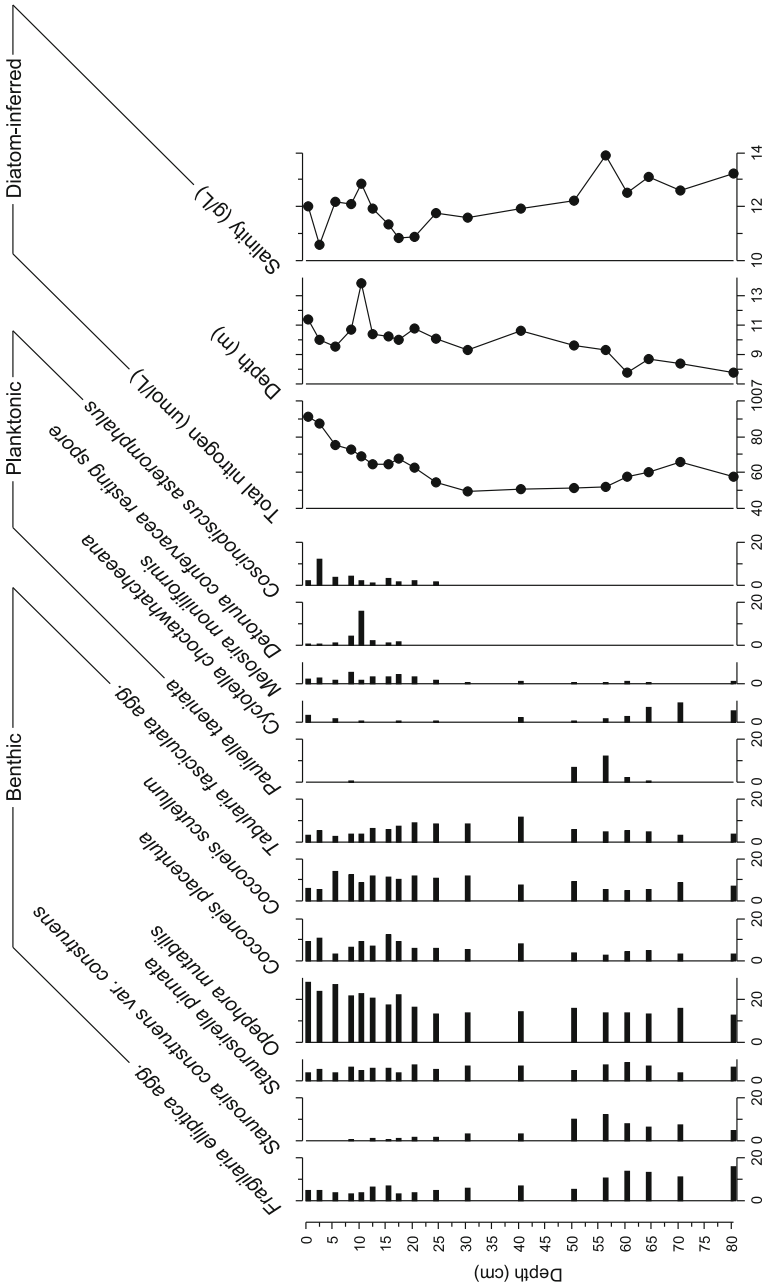 Benthic
Planktonic
Diatom-inferred
Fragilaria elliptica agg.
Staurosira construens var. construens
Staurosirella pinnata
Opephora mutabilis
Cocconeis placentula
Cocconeis scutellum
Tabularia fasciculata agg.
Pauliella taeniata
Cyclotella choctawhatcheeana
Melosira moniliformis
Detonula confervacea resting spore
Coscinodiscus asteromphalus
Total nitrogen (umol/L)
Depth (m)
Salinity (g/L)
0 5 10 15 20 25 30 35 40 45 50 55 60 65 70 75 80
Depth (cm)
0 20
0
0
0 20
0 20
0 20
0 20
0 20
0
0
0 20
0 20
40 60 80 100
7 9 11 13
10 12 14